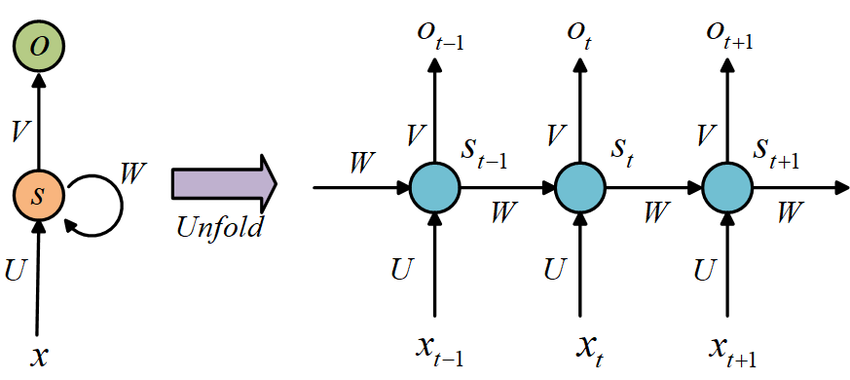 O
V
S
W
U
x
Unfold
O_{t-1} O_t O_{t+1}
V V V
S_{t-1} S_t S_{t+1}
W W W W
U U U
x_{t-1} x_t x_{t+1}